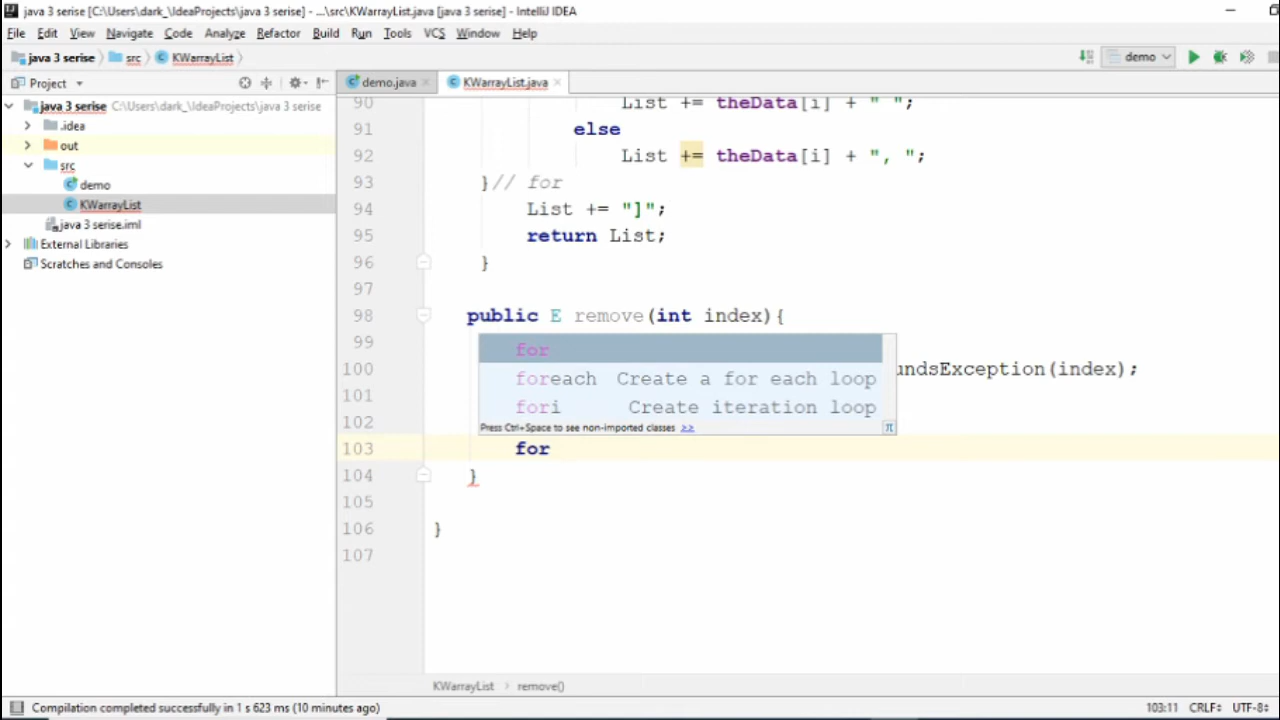 java 3 serise [C:\Users\dark_\IdeaProjects\java 3 serise] - ...\src\KWarrayList.java [java 3 serise] - IntelliJ IDEA
File Edit View Navigate Code Analyze Refactor Build Run Tools VCS Window Help
java 3 serise src KWarrayList demo
Project demo.java KWarrayList.java
java 3 serise C:\Users\dark_\IdeaProjects\java 3 serise
.idea
out
src
demo
KWarrayList
java 3 serise.iml
External Libraries
Scratches and Consoles
90 List += theData[i] + " ";
91 else
92 List += theData[i] + ", ";
93 }// for
94 List += "]";
95 return List;
96 }
97
98 public E remove(int index){
99 for
foreach Create a for each loop
100 undsException(index);
101 fori Create iteration loop
102 Press Ctrl+Space to see non-imported classes >> π
103 for
104 }
105
106 }
107
KWarrayList remove()
Compilation completed successfully in 1 s 623 ms (10 minutes ago) 103:11 CRLF UTF-8